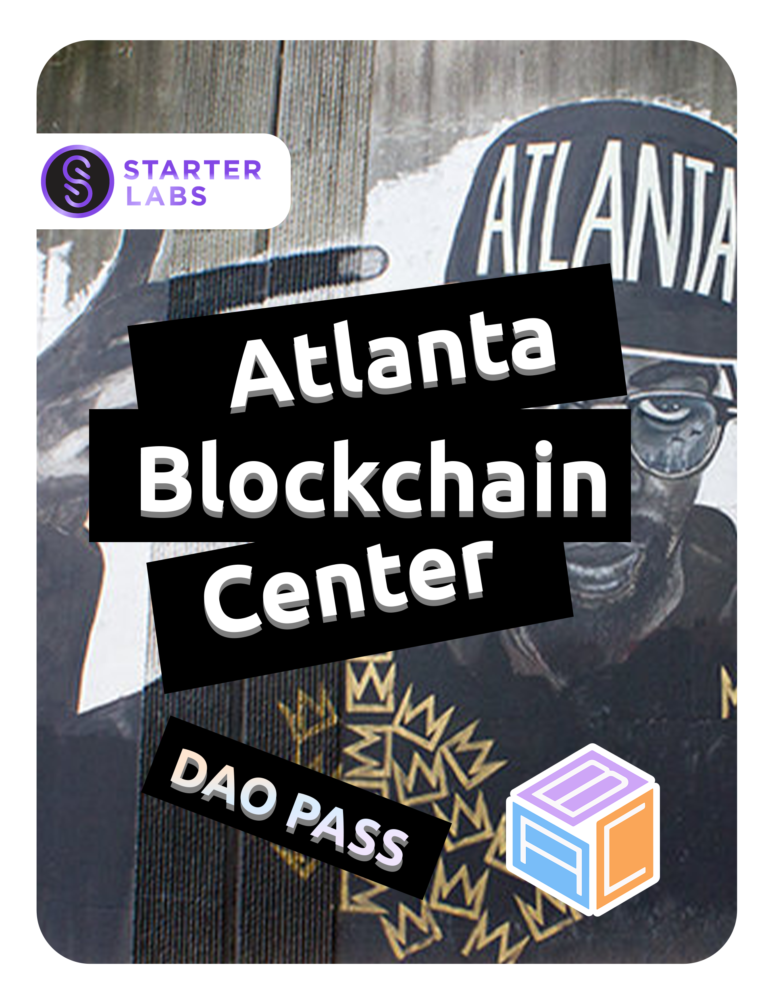 STARTER
LABS
ATLANTA
Atlanta
Blockchain
Center
DAO PASS
B
A
C